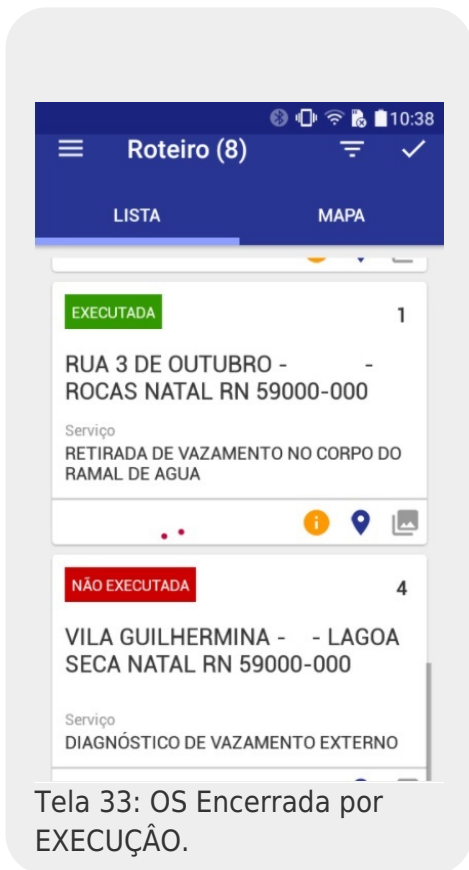 10:38
Roteiro (8)
LISTA MAPA
EXECUTADA 1
RUA 3 DE OUTUBRO - -
ROCAS NATAL RN 59000-000
Serviço
RETIRADA DE VAZAMENTO NO CORPO DO
RAMAL DE AGUA
NÃO EXECUTADA 4
VILA GUILHERMINA - - LAGOA
SECA NATAL RN 59000-000
Serviço
DIAGNÓSTICO DE VAZAMENTO EXTERNO
Tela 33: OS Encerrada por
EXECUÇÂO.